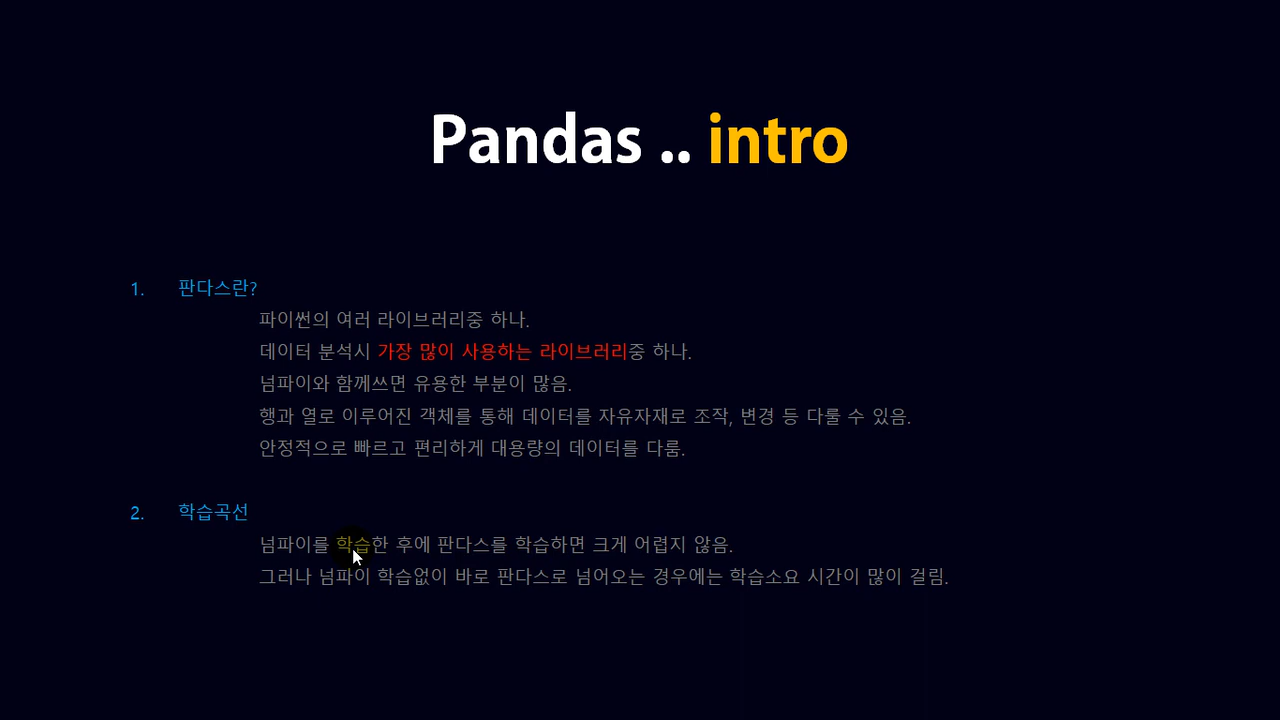 Pandas .. intro
1. 판다스란?
파이썬의 여러 라이브러리중 하나.
데이터 분석시 가장 많이 사용하는 라이브러리중 하나.
넘파이와 함께쓰면 유용한 부분이 많음.
행과 열로 이루어진 객체를 통해 데이터를 자유자재로 조작, 변경 등 다룰 수 있음.
안정적으로 빠르고 편리하게 대용량의 데이터를 다룸.
2. 학습곡선
넘파이를 학습한 후에 판다스를 학습하면 크게 어렵지 않음.
그러나 넘파이 학습없이 바로 판다스로 넘어오는 경우에는 학습소요 시간이 많이 걸림.